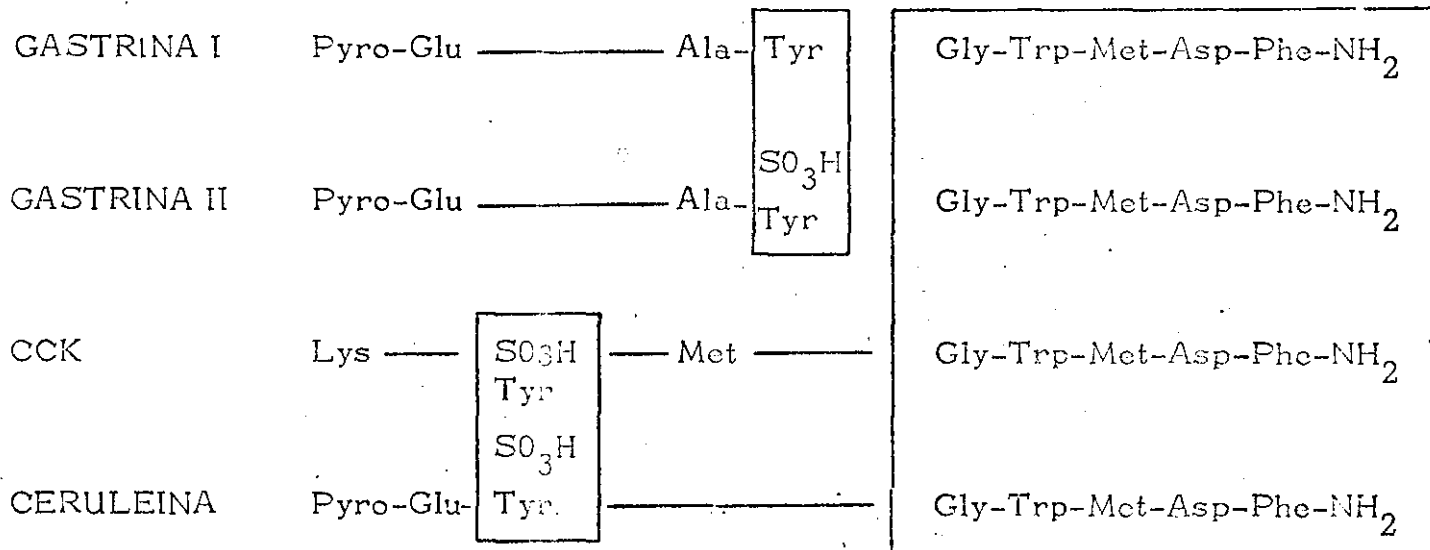 GASTRINA I Pyro-Glu Ala- Tyr Gly-Trp-Met-Asp-Phe-NH2
SO3H
GASTRINA II Pyro-Glu Ala- Tyr Gly-Trp-Met-Asp-Phe-NH2
CCK Lys SO3H Met Gly-Trp-Met-Asp-Phe-NH2
Tyr
SO3H
CERULEINA Pyro-Glu- Tyr. Gly-Trp-Met-Asp-Phe-NH2